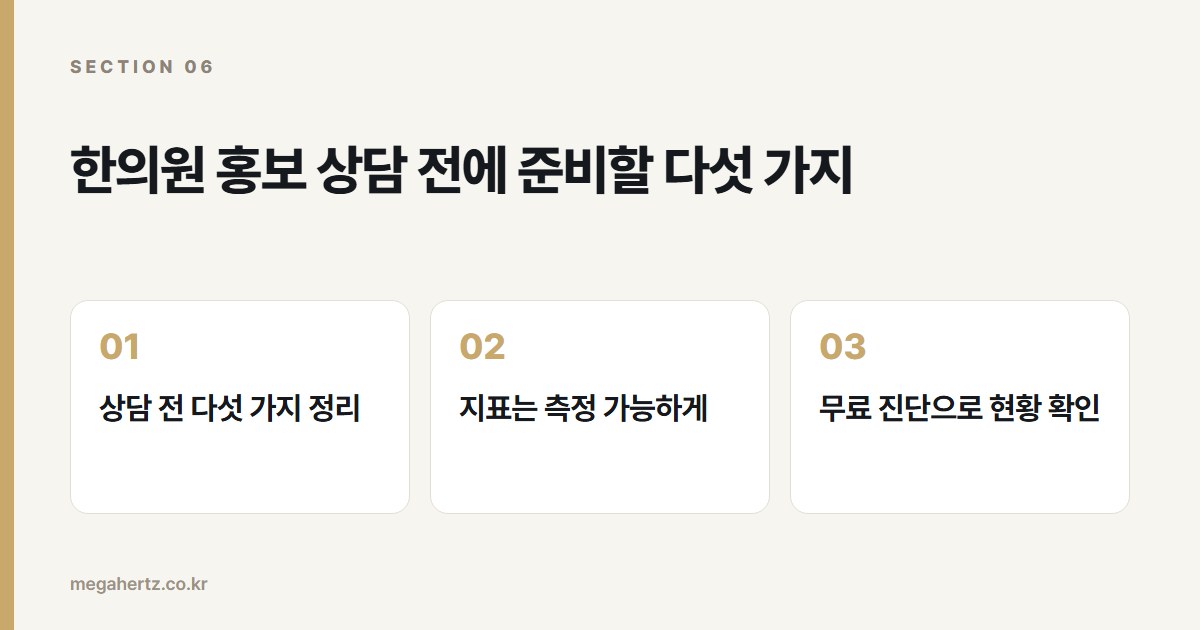 SECTION 06
한의원 홍보 상담 전에 준비할 다섯 가지
01
상담 전 다섯 가지 정리
02
지표는 측정 가능하게
03
무료 진단으로 현황 확인
megahertz.co.kr